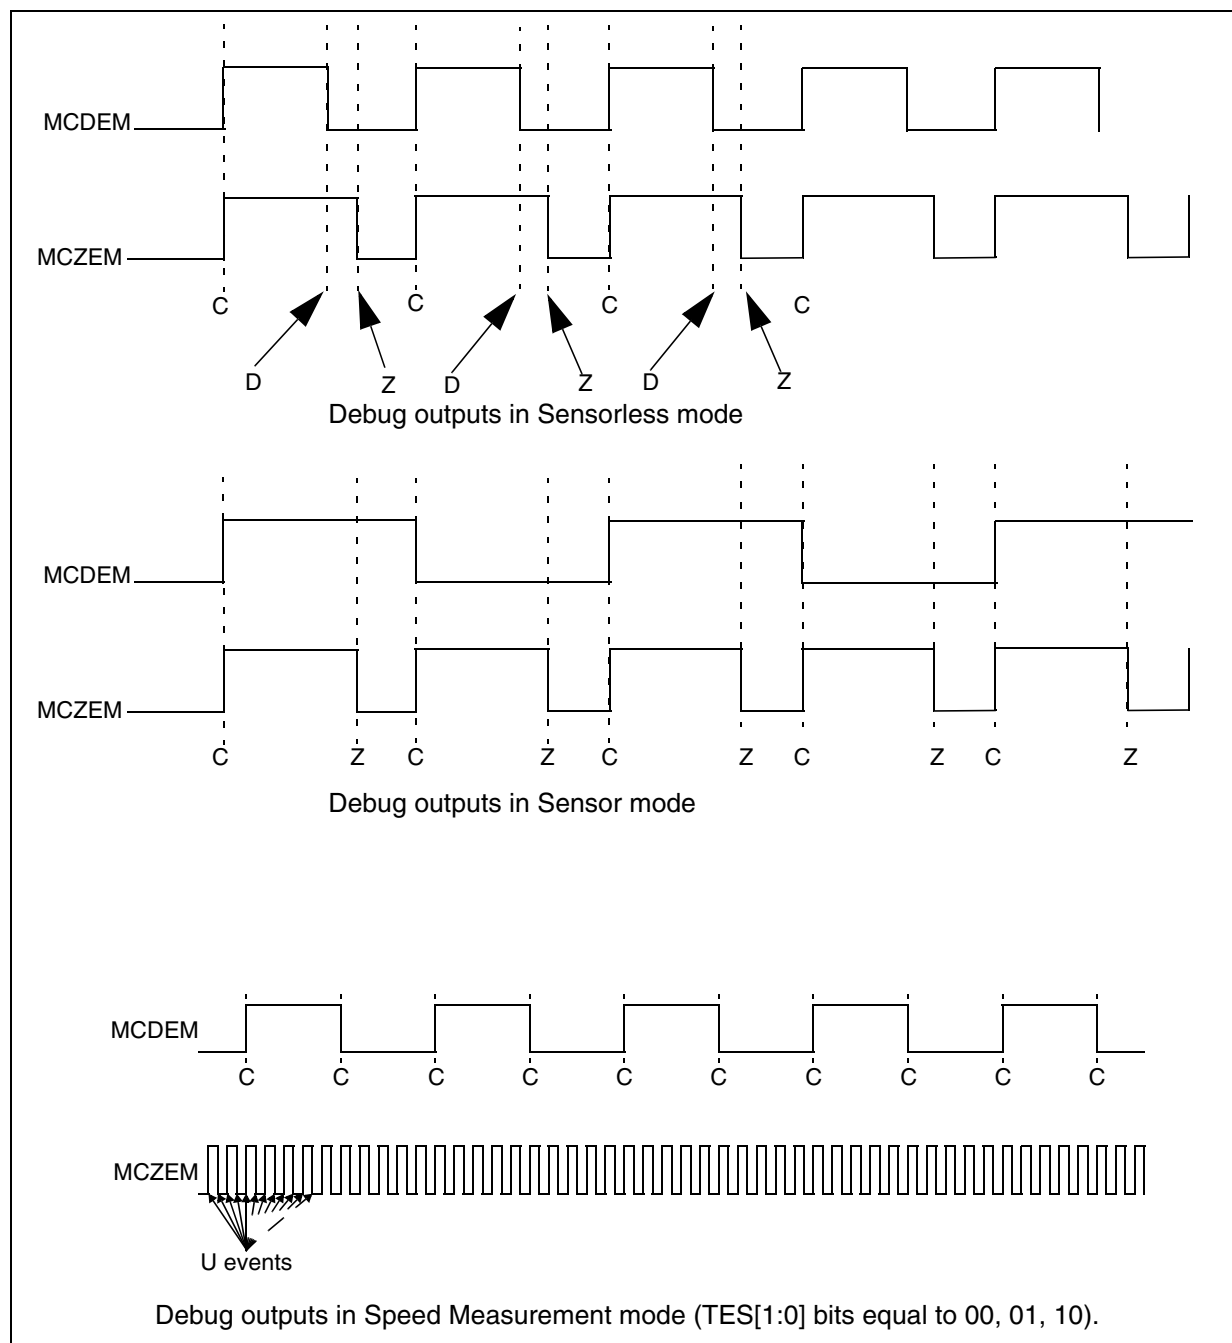 MCDEM
MCZEM
C C C C
D Z D Z D Z
Debug outputs in Sensorless mode
MCDEM
MCZEM
C Z C Z C Z C Z C Z
Debug outputs in Sensor mode
MCDEM
C C C C C C C C C C
MCZEM
U events
Debug outputs in Speed Measurement mode (TES[1:0] bits equal to 00, 01, 10).